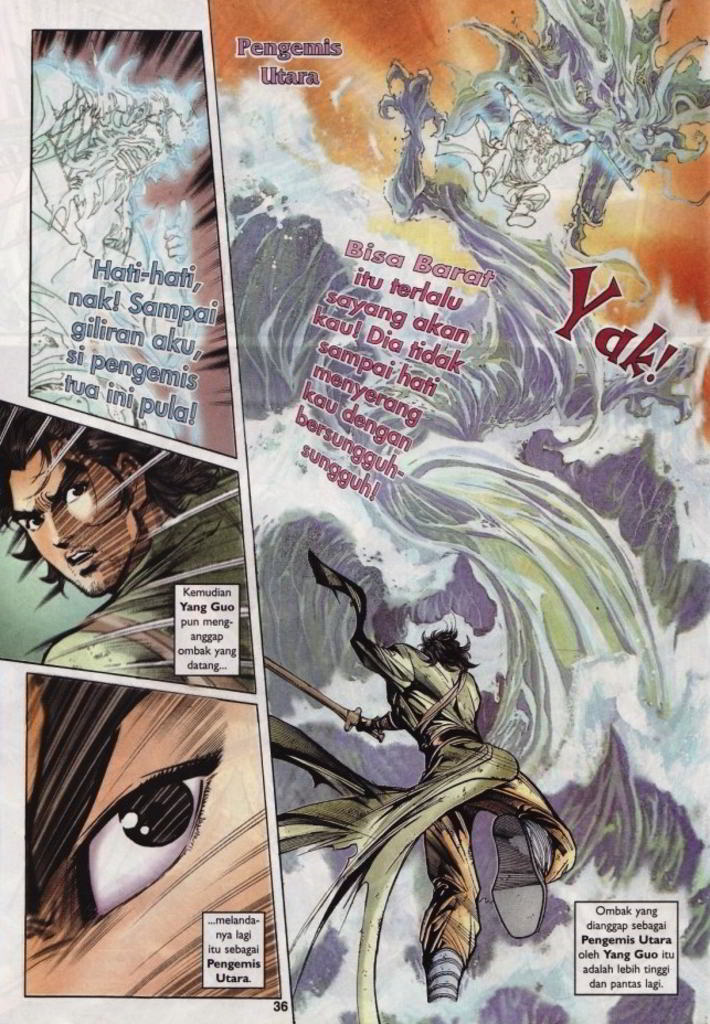 Pengemis
Utara
Hati-hati,
nak! Sampai
giliran aku,
si pengemis
tua ini pula!
Bisa Barat
itu terlalu
sayang akan
kau! Dia tidak
sampai hati
menyerang
kau dengan
bersungguh-
sungguh!
Yak!
Kemudian
Yang Guo
pun meng-
anggap
ombak yang
datang...
...melanda-
nya lagi
itu sebagai
Pengemis
Utara.
Ombak yang
dianggap sebagai
Pengemis Utara
oleh Yang Guo itu
adalah lebih tinggi
dan pantas lagi.
36